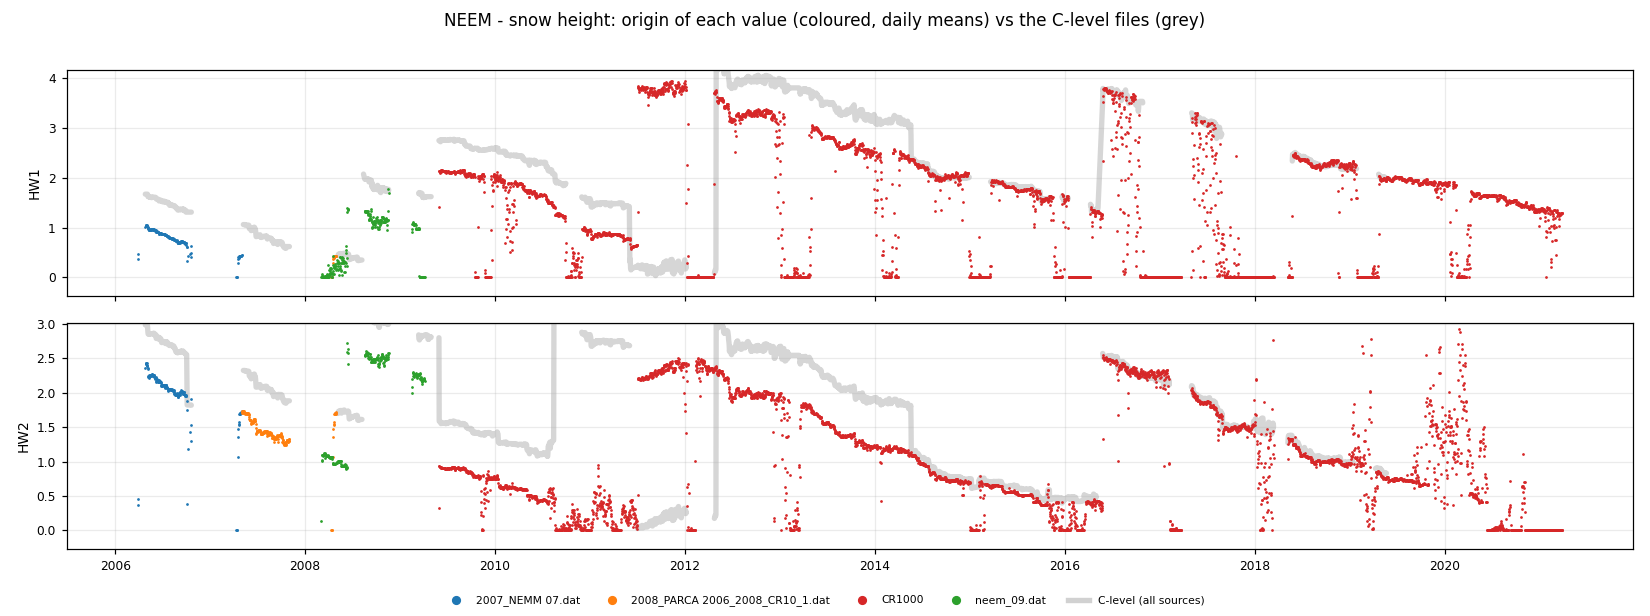 NEEM - snow height: origin of each value (coloured, daily means) vs the C-level files (grey)
HW1
4
3
2
1
0
HW2
3.0
2.5
2.0
1.5
1.0
0.5
0.0
2006 2008 2010 2012 2014 2016 2018 2020
2007_NEMM 07.dat 2008_PARCA 2006_2008_CR10_1.dat CR1000 neem_09.dat C-level (all sources)